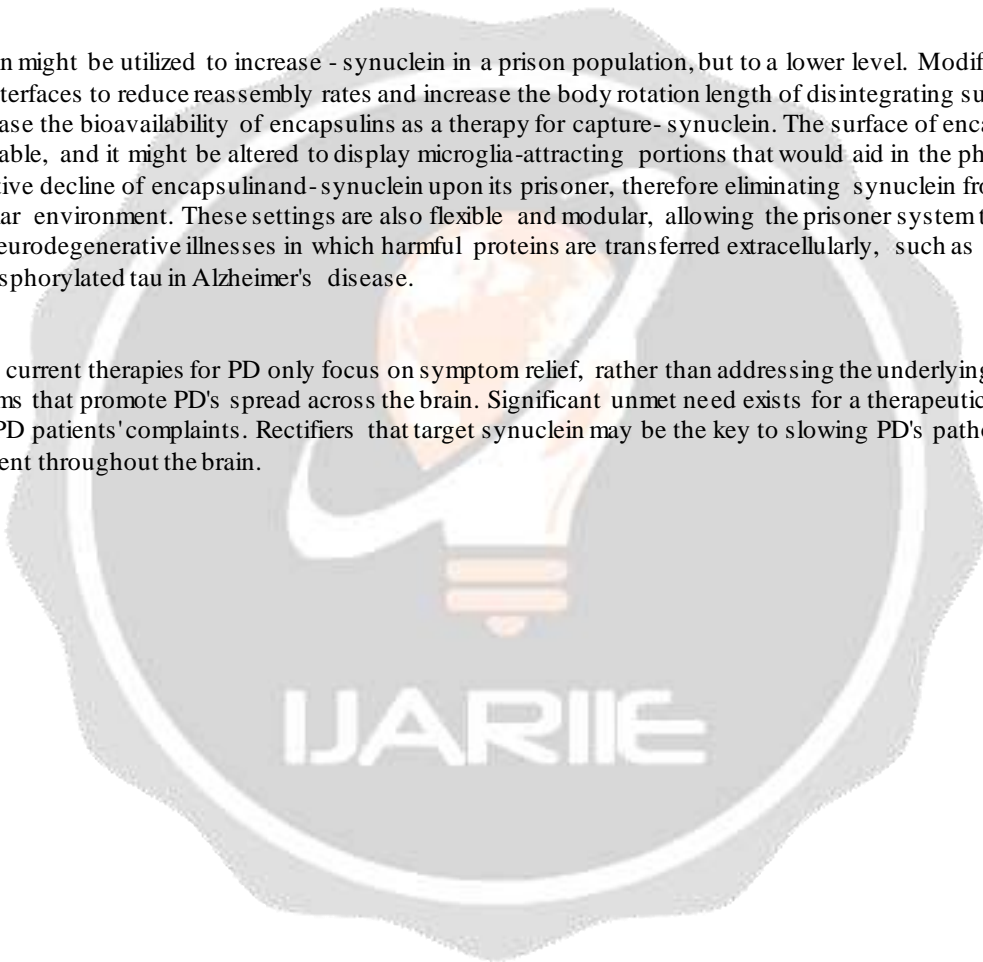 n might be utilized to increase - synuclein in a prison population, but to a lower level. Modif
terfaces to reduce reassembly rates and increase the body rotation length of disintegrating su
ase the bioavailability of encapsulins as a therapy for capture- synuclein. The surface of enca
able, and it might be altered to display microglia-attracting portions that would aid in the ph
tive decline of encapsulinand- synuclein upon its prisoner, therefore eliminating synuclein fro
ar environment. These settings are also flexible and modular, allowing the prisoner system t
eurodegenerative illnesses in which harmful proteins are transferred extracellularly, such as
sphorylated tau in Alzheimer's disease.
current therapies for PD only focus on symptom relief, rather than addressing the underlying
ms that promote PD's spread across the brain. Significant unmet need exists for a therapeutic
PD patients' complaints. Rectifiers that target synuclein may be the key to slowing PD's patho
ent throughout the brain.
IJARIIE